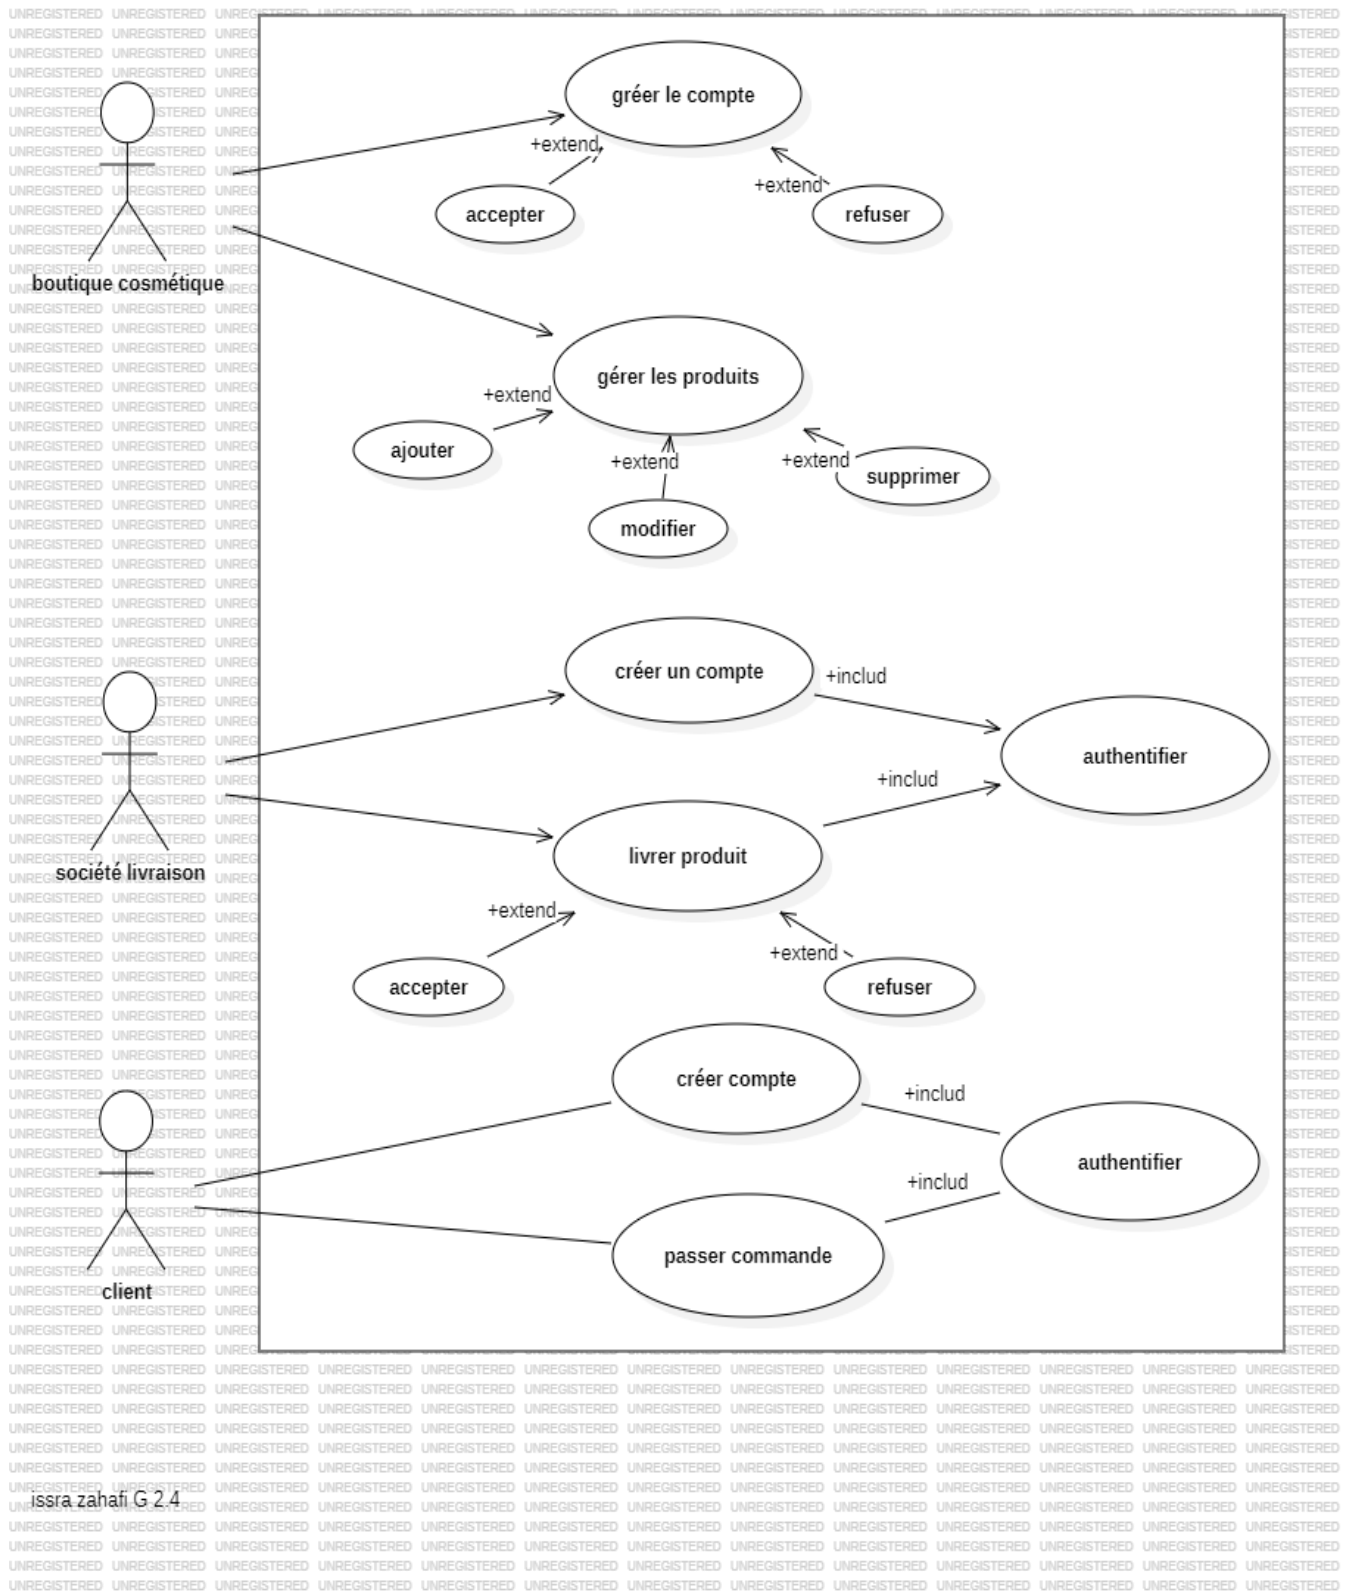 gréer le compte
+extend
+extend
accepter
refuser
boutique cosmétique
gérer les produits
+extend
ajouter
+extend
+extend
supprimer
modifier
créer un compte
+includ
authentifier
+includ
livrer produit
société livraison
+extend
+extend
accepter
refuser
créer compte
+includ
authentifier
+includ
passer commande
client
issra zahafi G 2.4
UNREGISTERED